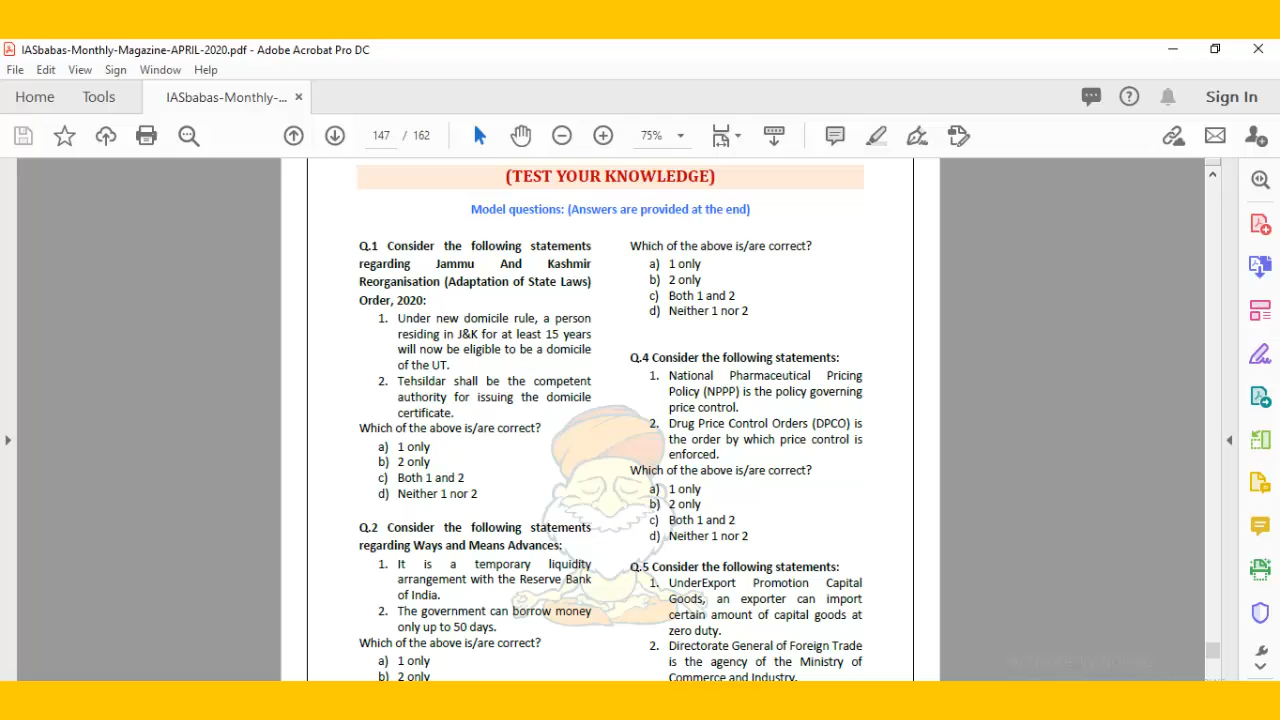 IASbabas-Monthly-Magazine-APRIL-2020.pdf - Adobe Acrobat Pro DC
File Edit View Sign Window Help
Home Tools IASbabas-Monthly-... × Sign In
147 / 162 75%
(TEST YOUR KNOWLEDGE)
Model questions: (Answers are provided at the end)
Q.1 Consider the following statements
regarding Jammu And Kashmir
Reorganisation (Adaptation of State Laws)
Order, 2020:
1. Under new domicile rule, a person
residing in J&K for at least 15 years
will now be eligible to be a domicile
of the UT.
2. Tehsildar shall be the competent
authority for issuing the domicile
certificate.
Which of the above is/are correct?
a) 1 only
b) 2 only
c) Both 1 and 2
d) Neither 1 nor 2
Q.2 Consider the following statements
regarding Ways and Means Advances:
1. It is a temporary liquidity
arrangement with the Reserve Bank
of India.
2. The government can borrow money
only up to 50 days.
Which of the above is/are correct?
a) 1 only
b) 2 only
Which of the above is/are correct?
a) 1 only
b) 2 only
c) Both 1 and 2
d) Neither 1 nor 2
Q.4 Consider the following statements:
1. National Pharmaceutical Pricing
Policy (NPPP) is the policy governing
price control.
2. Drug Price Control Orders (DPCO) is
the order by which price control is
enforced.
Which of the above is/are correct?
a) 1 only
b) 2 only
c) Both 1 and 2
d) Neither 1 nor 2
Q.5 Consider the following statements:
1. UnderExport Promotion Capital
Goods, an exporter can import
certain amount of capital goods at
zero duty.
2. Directorate General of Foreign Trade
is the agency of the Ministry of
Commerce and Industry.